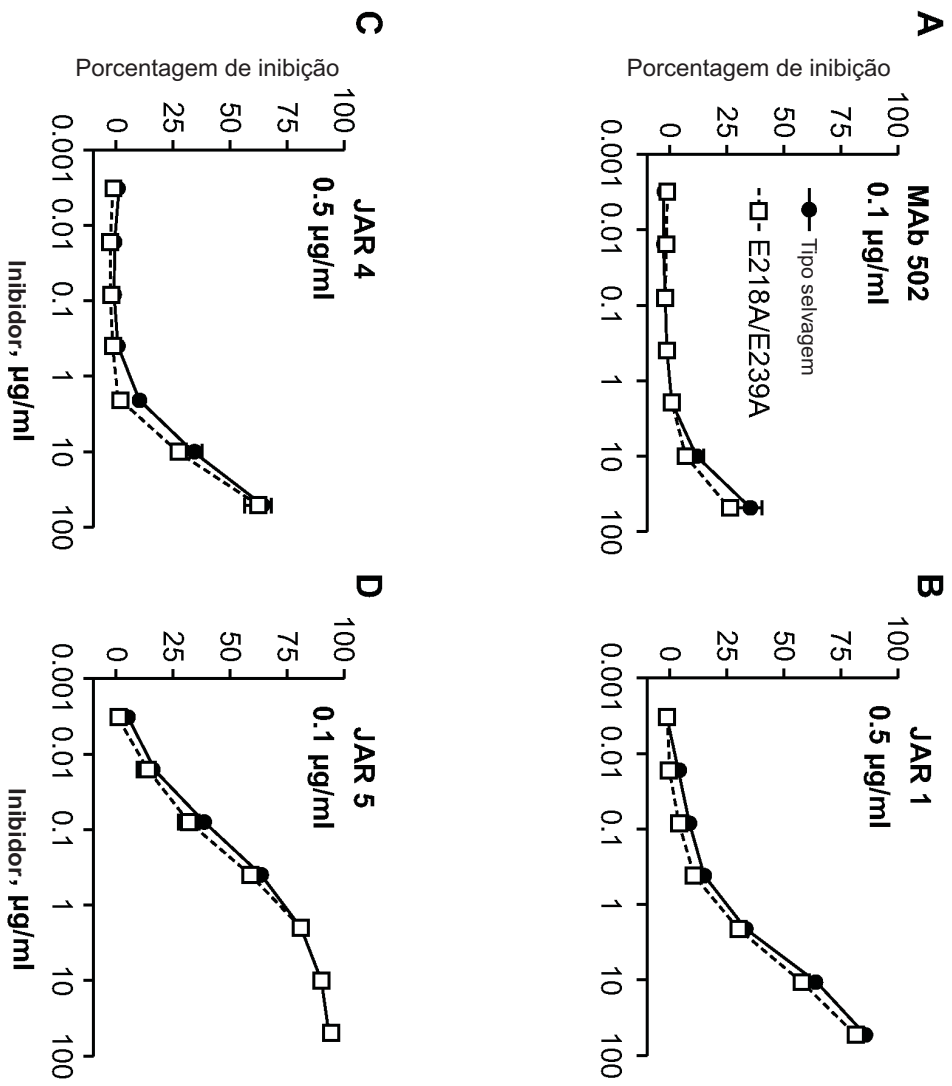 A
MAb 502
0.1 µg/ml
Tipo selvagem
E218A/E239A
Porcentagem de inibição
100
75
50
25
0
0.001
0.01
0.1
1
10
100
B
JAR 1
0.5 µg/ml
100
75
50
25
0
0.001
0.01
0.1
1
10
100
C
JAR 4
0.5 µg/ml
Porcentagem de inibição
100
75
50
25
0
0.001
0.01
0.1
1
10
100
Inibidor, µg/ml
D
JAR 5
0.1 µg/ml
100
75
50
25
0
0.001
0.01
0.1
1
10
100
Inibidor, µg/ml